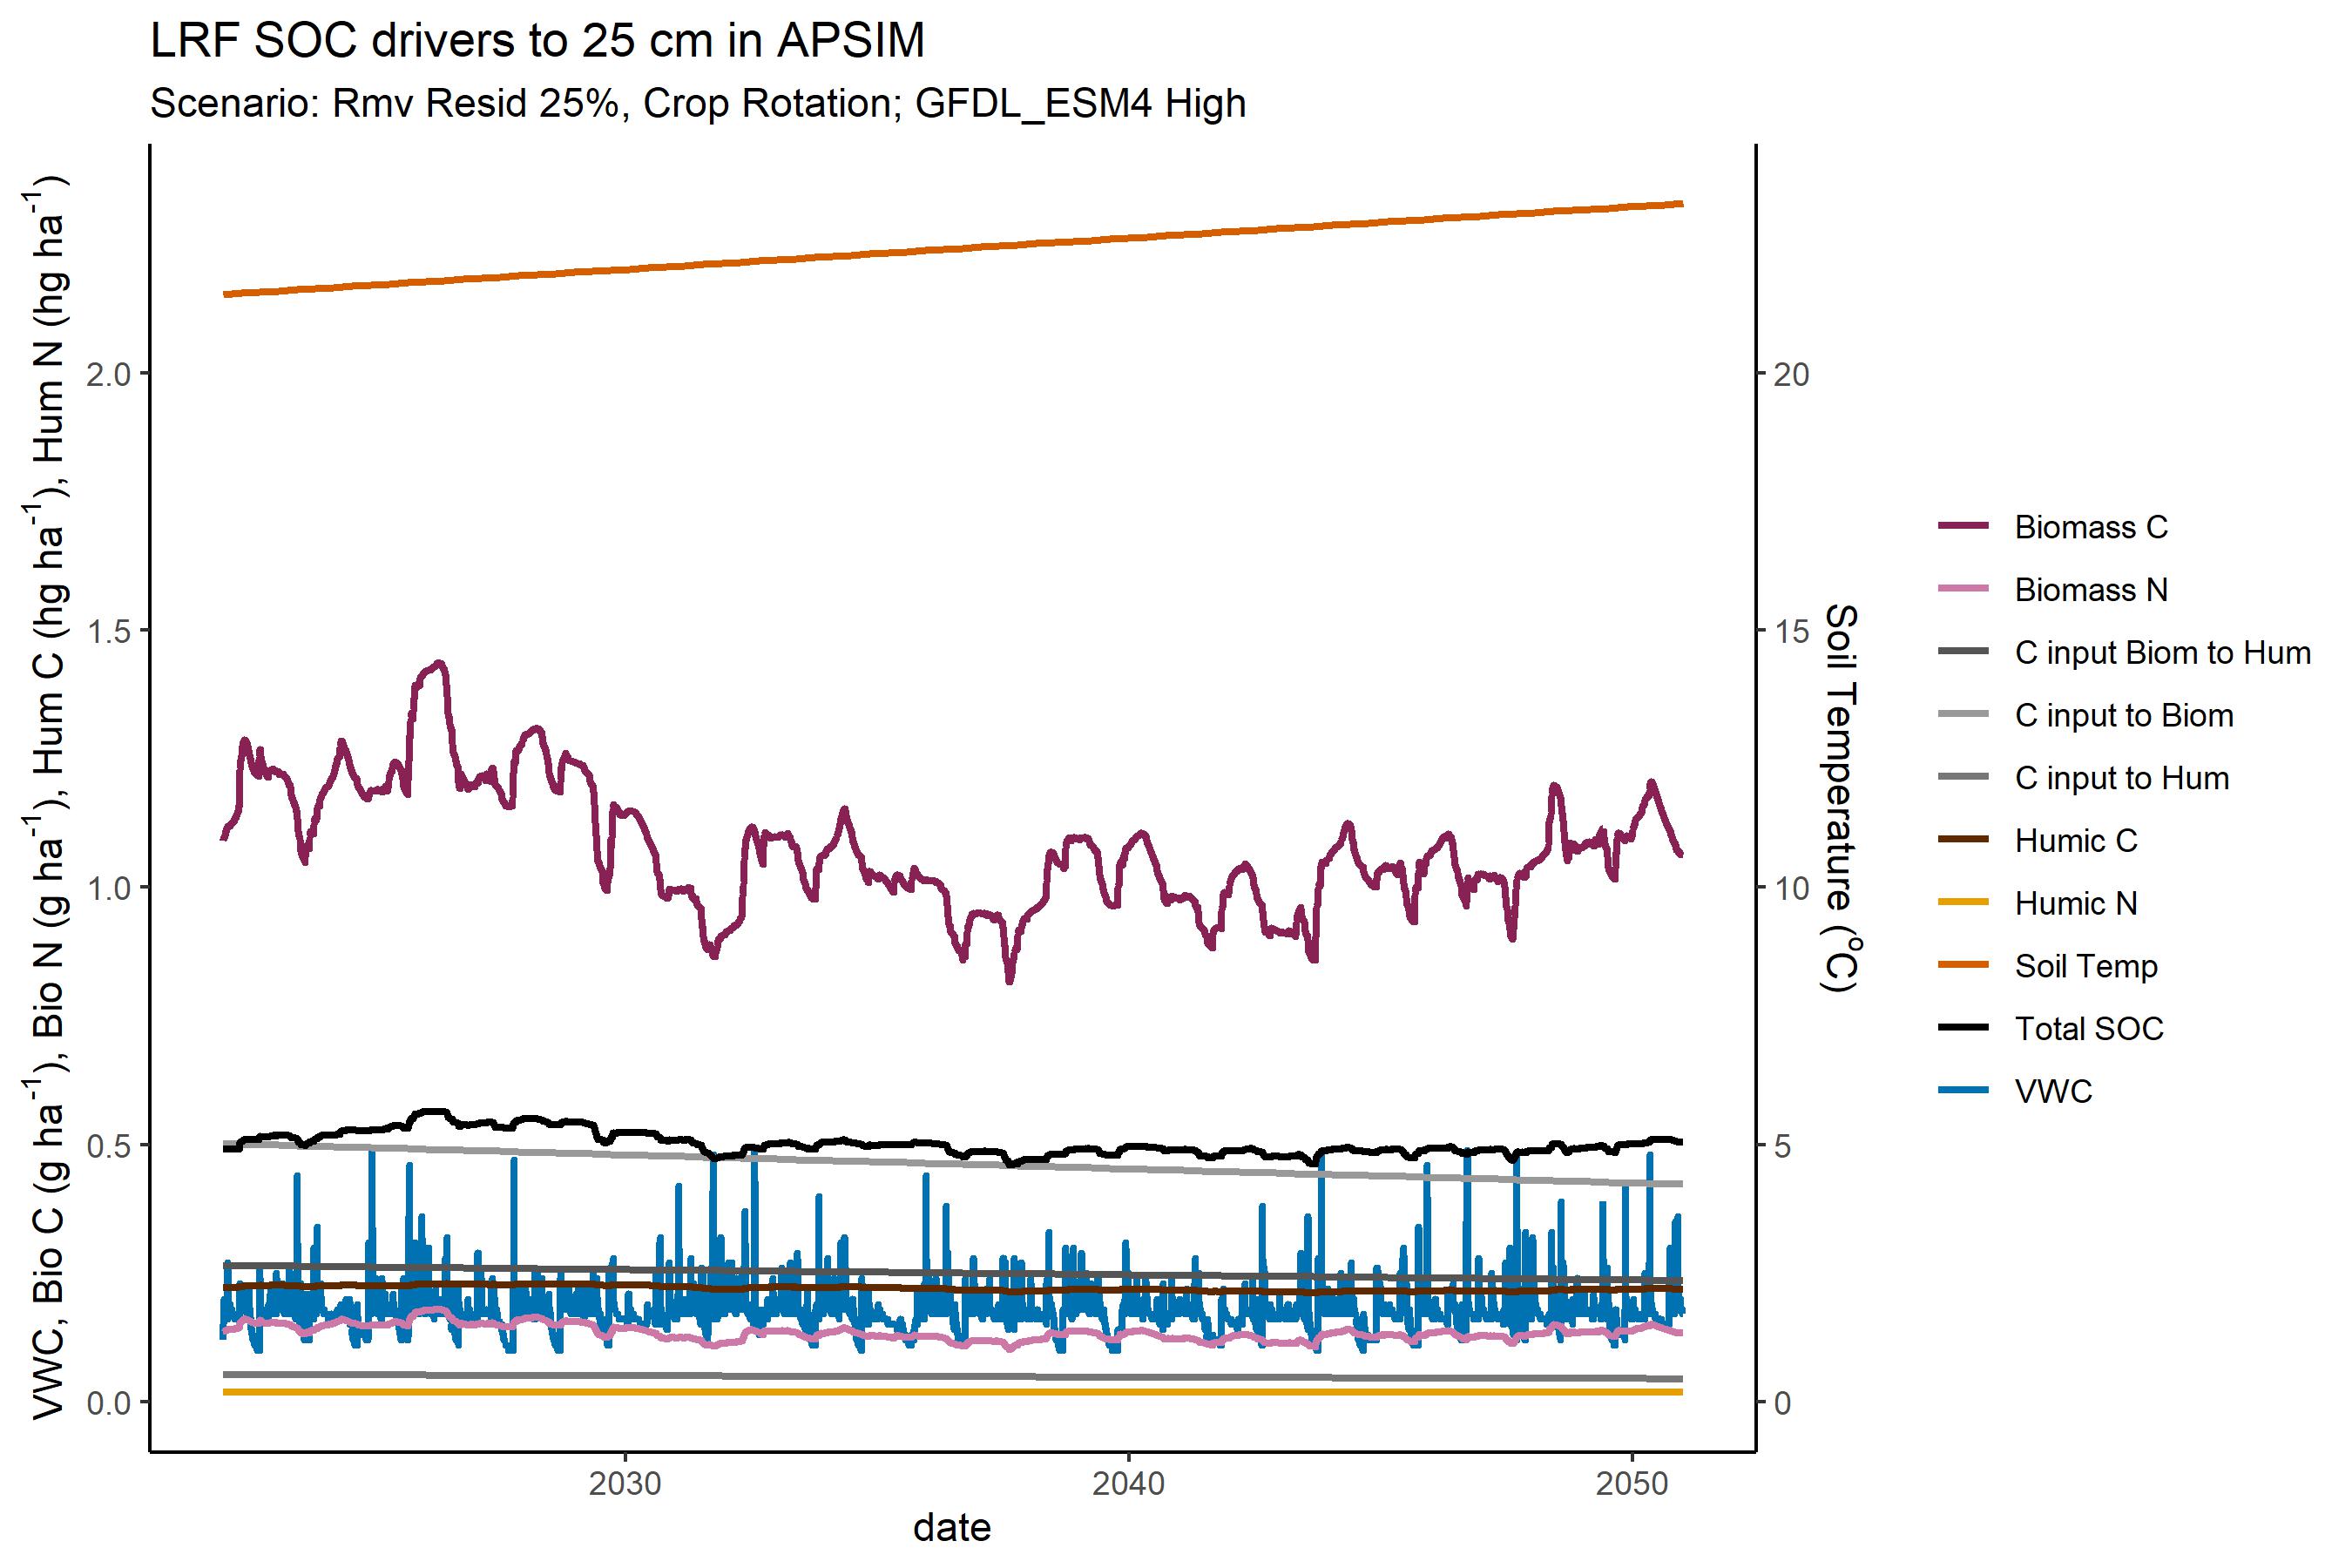 LRF SOC drivers to 25 cm in APSIM
Scenario: Rmv Resid 25%, Crop Rotation; GFDL_ESM4 High
VWC, Bio C (g ha⁻¹), Bio N (g ha⁻¹), Hum C (hg ha⁻¹), Hum N (hg ha⁻¹)
2.0
1.5
1.0
0.5
0.0
20
15
10
5
0
Soil Temperature (ºC)
2030
2040
2050
date
Biomass C
Biomass N
C input Biom to Hum
C input to Biom
C input to Hum
Humic C
Humic N
Soil Temp
Total SOC
VWC